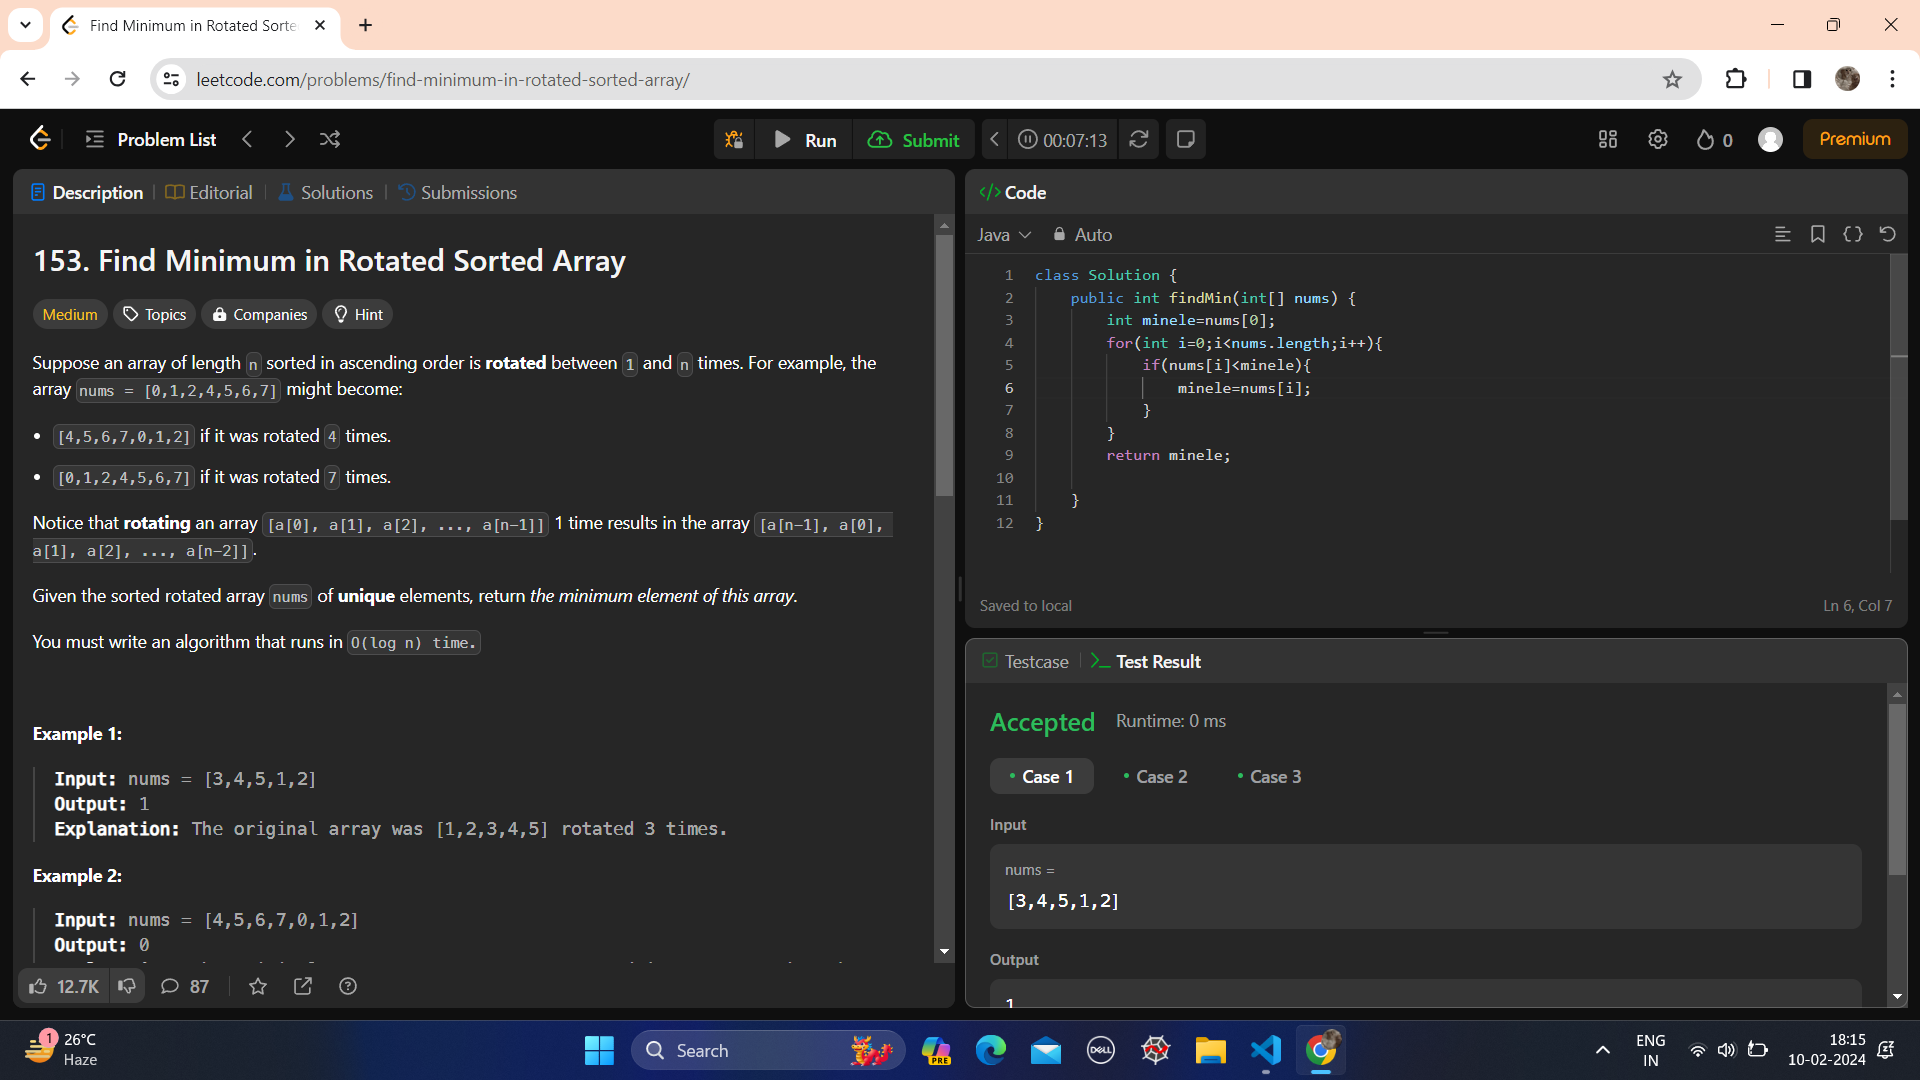 Find Minimum in Rotated Sorte
leetcode.com/problems/find-minimum-in-rotated-sorted-array/
Problem List
Run
Submit
00:07:13
0
Premium
Description
Editorial
Solutions
Submissions
153. Find Minimum in Rotated Sorted Array
Medium
Topics
Companies
Hint
Suppose an array of length n sorted in ascending order is rotated between 1 and n times. For example, the
array nums = [0,1,2,4,5,6,7] might become:
• [4,5,6,7,0,1,2] if it was rotated 4 times.
• [0,1,2,4,5,6,7] if it was rotated 7 times.
Notice that rotating an array [a[0], a[1], a[2], ..., a[n-1]] 1 time results in the array [a[n-1], a[0],
a[1], a[2], ..., a[n-2]].
Given the sorted rotated array nums of unique elements, return the minimum element of this array.
You must write an algorithm that runs in O(log n) time.
Example 1:
Input: nums = [3,4,5,1,2]
Output: 1
Explanation: The original array was [1,2,3,4,5] rotated 3 times.
Example 2:
Input: nums = [4,5,6,7,0,1,2]
Output: 0
12.7K
87
</> Code
Java
Auto
1 class Solution {
2 public int findMin(int[] nums) {
3 int minele=nums[0];
4 for(int i=0;i<nums.length;i++){
5 if(nums[i]<minele){
6 minele=nums[i];
7 }
8 }
9 return minele;
10
11 }
12 }
Saved to local
Ln 6, Col 7
Testcase
Test Result
Accepted
Runtime: 0 ms
• Case 1
• Case 2
• Case 3
Input
nums =
[3,4,5,1,2]
Output
1
1
26°C
Haze
Search
PRE
DELL
ENG
IN
18:15
10-02-2024